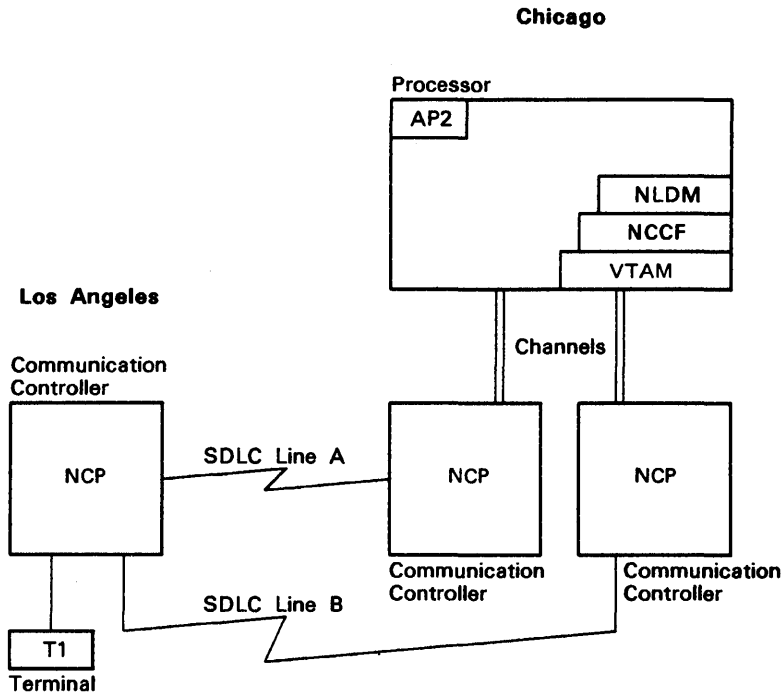 Chicago
Processor
AP2
NLDM
NCCF
VTAM
Los Angeles
Channels
Communication
Controller
NCP
SDLC Line A
NCP
NCP
Communication
Controller
Communication
Controller
SDLC Line B
T1
Terminal